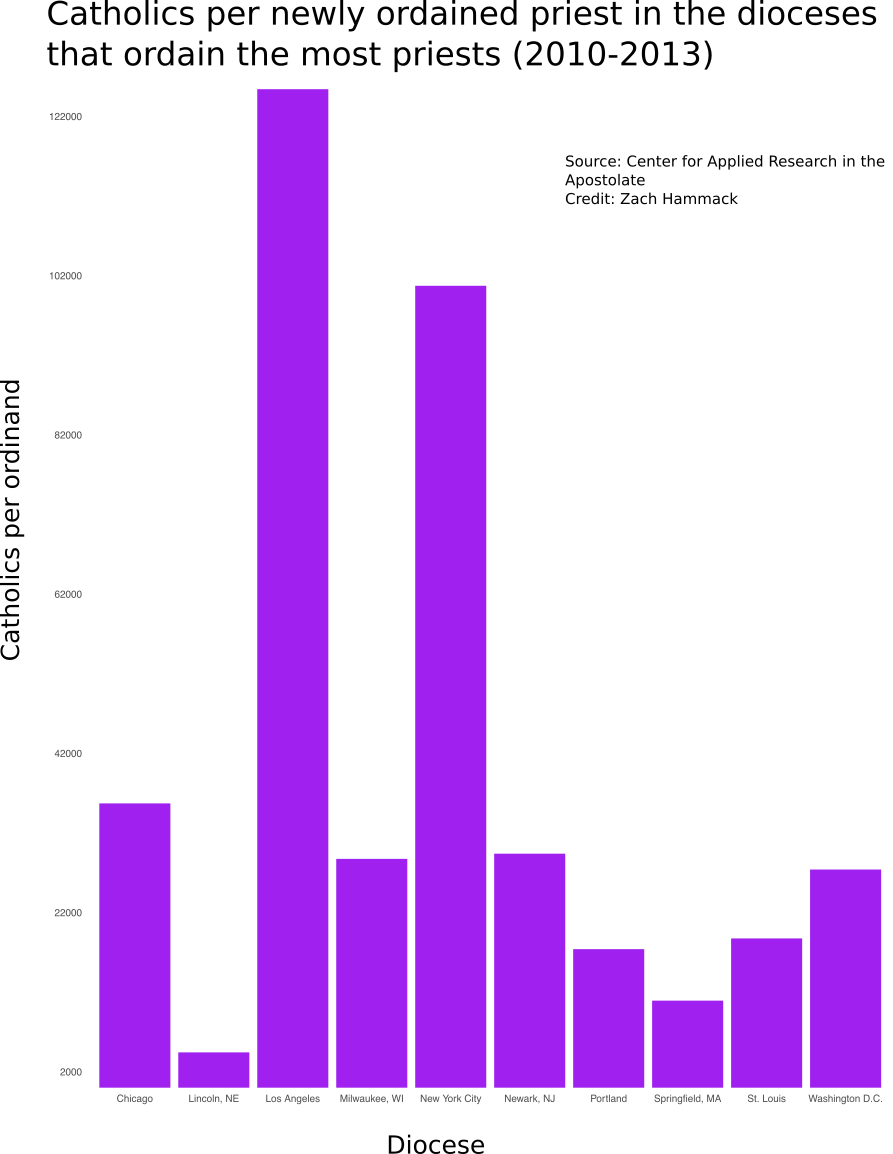 Catholics per newly ordained priest in the dioceses
that ordain the most priests (2010-2013)
122000
Source: Center for Applied Research in the
Apostolate
Credit: Zach Hammack
102000
82000
Catholics per ordinand
62000
42000
22000
2000
Chicago Lincoln, NE Los Angeles Milwaukee, WI New York City Newark, NJ Portland Springfield, MA St. Louis Washington D.C.
Diocese